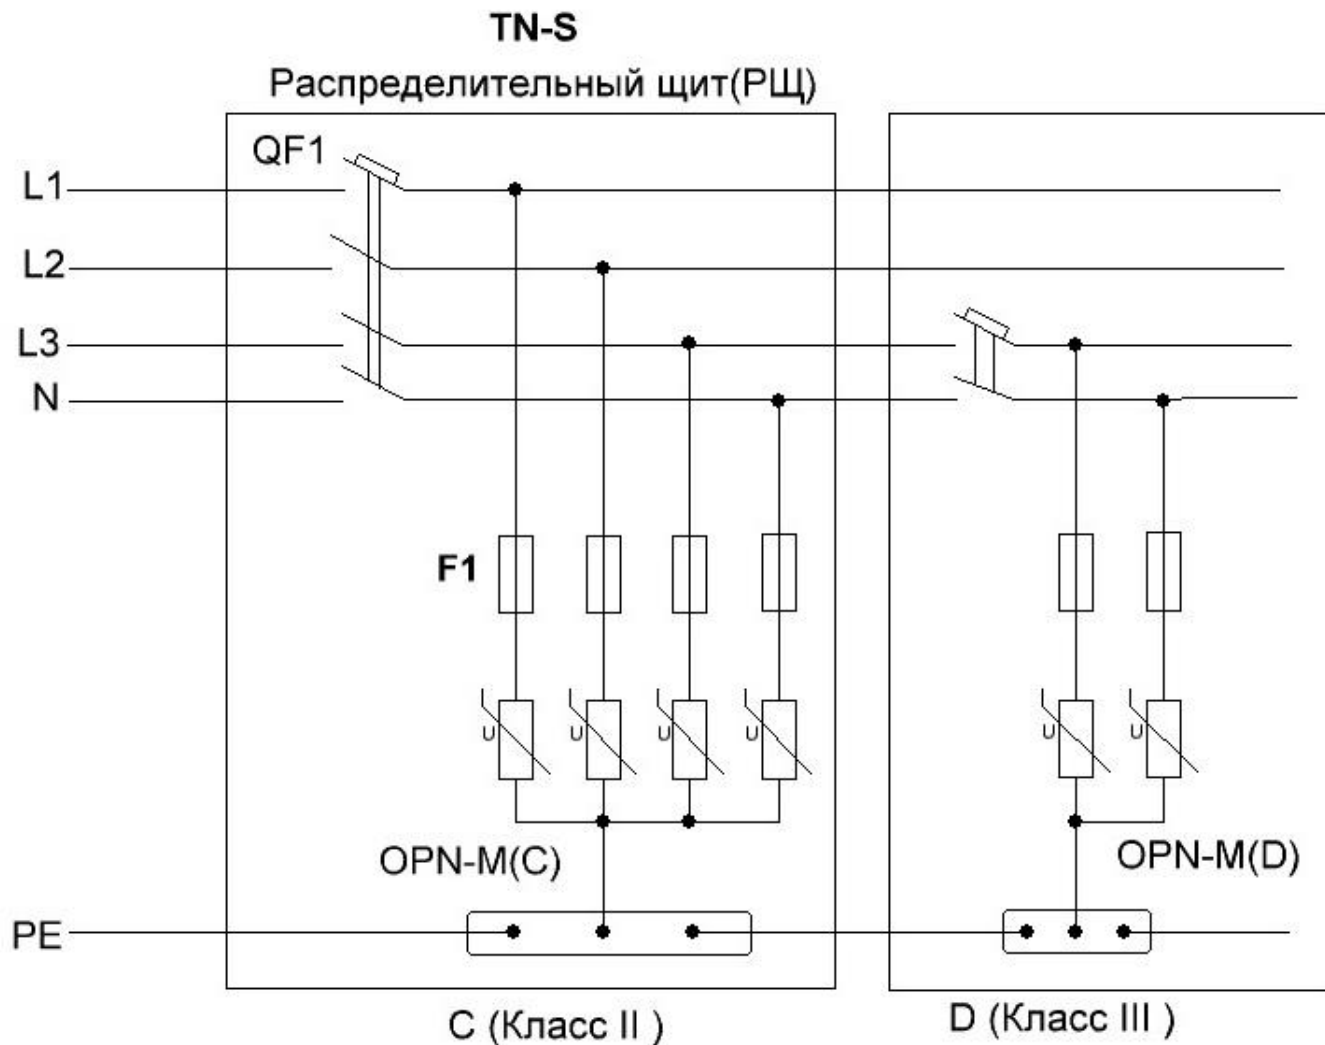 TN-S
Распределительный щит(РЩ)
QF1
L1
L2
L3
N
F1
U
U
U
U
U
U
OPN-M(C)
OPN-M(D)
PE
C (Класс II )
D (Класс III )